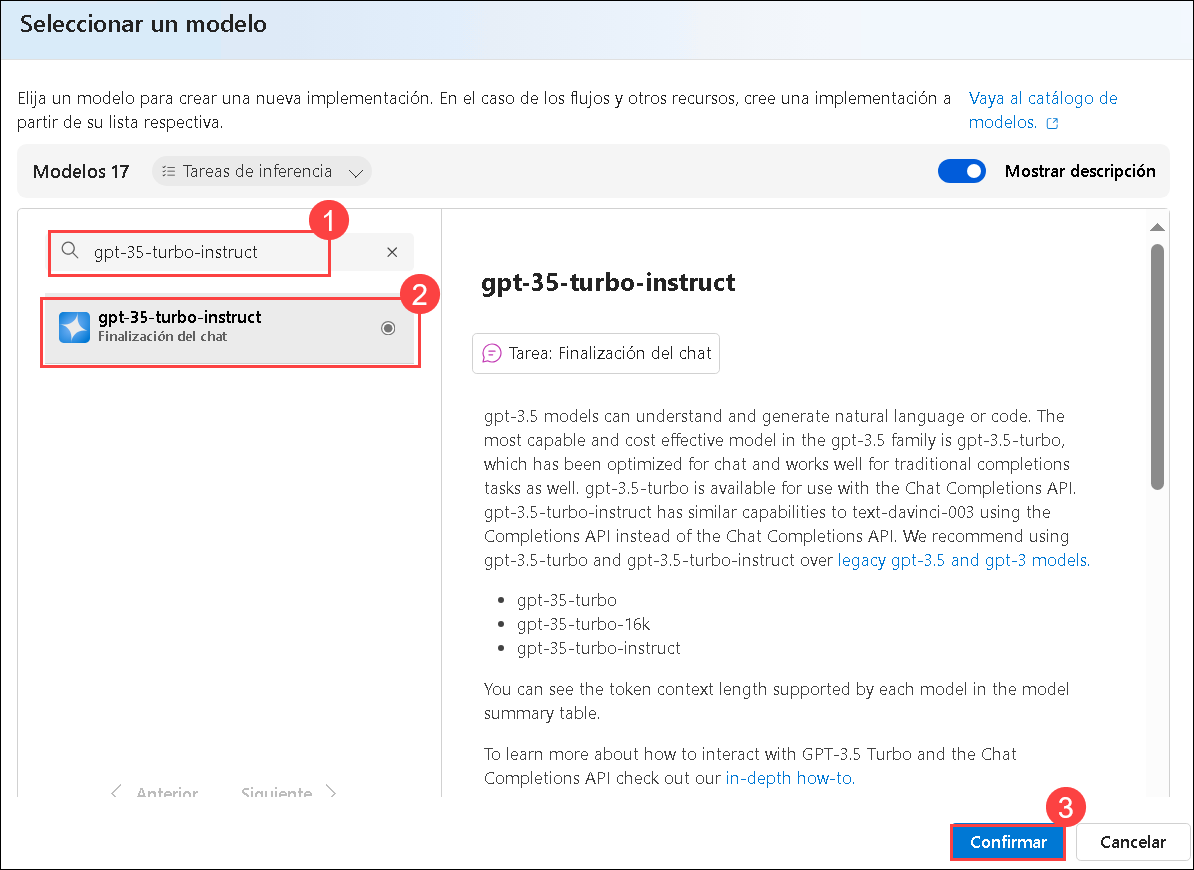 Seleccionar un modelo
Elija un modelo para crear una nueva implementación. En el caso de los flujos y otros recursos, cree una implementación a
partir de su lista respectiva.
Vaya al catálogo de
modelos.
Modelos 17
Tareas de inferencia
Mostrar descripción
1
gpt-35-turbo-instruct
2
gpt-35-turbo-instruct
Finalización del chat
Anterior
Siguiente
gpt-35-turbo-instruct
Tarea: Finalización del chat
gpt-3.5 models can understand and generate natural language or code. The
most capable and cost effective model in the gpt-3.5 family is gpt-3.5-turbo,
which has been optimized for chat and works well for traditional completions
tasks as well. gpt-3.5-turbo is available for use with the Chat Completions API.
gpt-3.5-turbo-instruct has similar capabilities to text-davinci-003 using the
Completions API instead of the Chat Completions API. We recommend using
gpt-3.5-turbo and gpt-3.5-turbo-instruct over legacy gpt-3.5 and gpt-3 models.
• gpt-35-turbo
• gpt-35-turbo-16k
• gpt-35-turbo-instruct
You can see the token context length supported by each model in the model
summary table.
To learn more about how to interact with GPT-3.5 Turbo and the Chat
Completions API check out our in-depth how-to.
3
Confirmar
Cancelar